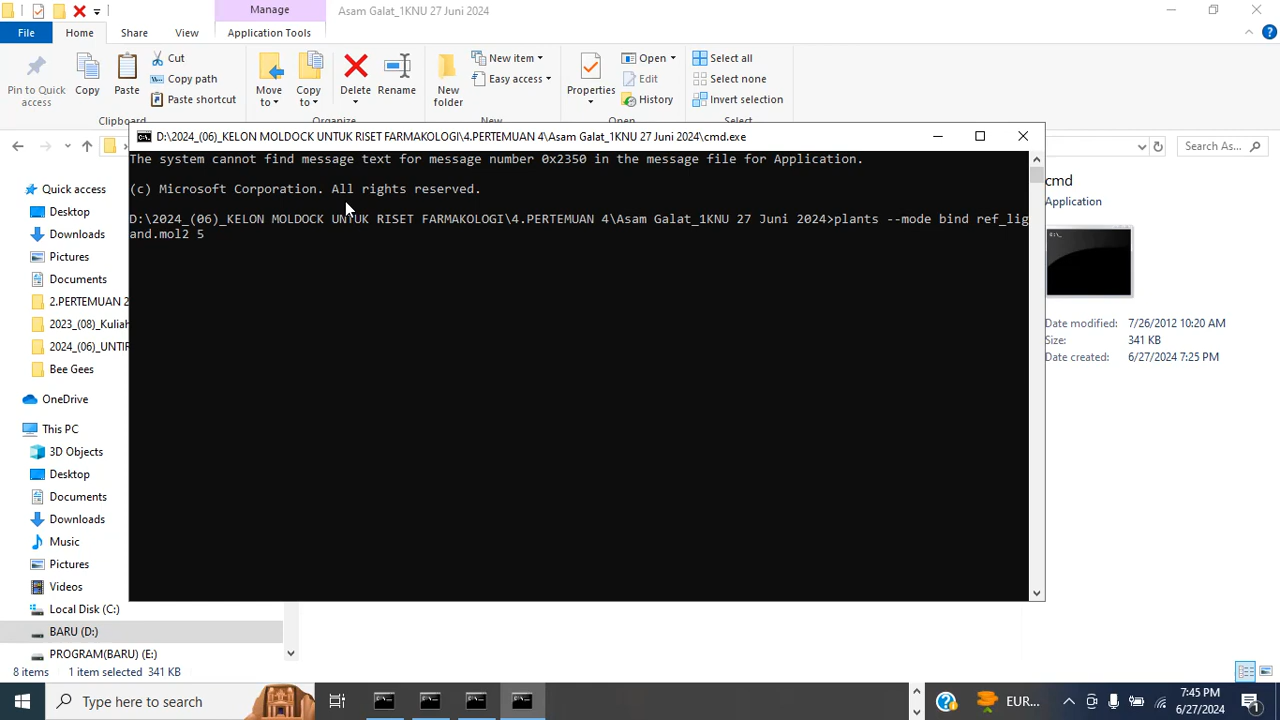 Manage
Asam Galat_1KNU 27 Juni 2024
File
Home
Share
View
Application Tools
Pin to Quick access
Copy
Paste
Cut
Copy path
Paste shortcut
Move to
Copy to
Delete
Rename
New folder
New item
Easy access
Properties
Open
Edit
History
Select all
Select none
Invert selection
Clipboard
Search As...
D:\2024_(06)_KELON MOLDOCK UNTUK RISET FARMAKOLOGI\4.PERTEMUAN 4\Asam Galat_1KNU 27 Juni 2024\cmd.exe
The system cannot find message text for message number 0x2350 in the message file for Application.
(c) Microsoft Corporation. All rights reserved.
D:\2024_(06)_KELON MOLDOCK UNTUK RISET FARMAKOLOGI\4.PERTEMUAN 4\Asam Galat_1KNU 27 Juni 2024>plants --mode bind ref_lig
and.mol2 5
Quick access
Desktop
Downloads
Pictures
Documents
2.PERTEMUAN 2
2023_(08)_Kuliah
2024_(06)_UNTIR
Bee Gees
OneDrive
This PC
3D Objects
Desktop
Documents
Downloads
Music
Pictures
Videos
Local Disk (C:)
BARU (D:)
PROGRAM(BARU) (E:)
cmd
Application
Date modified: 7/26/2012 10:20 AM
Size: 341 KB
Date created: 6/27/2024 7:25 PM
8 items
1 item selected 341 KB
Type here to search
EUR...
7:45 PM
6/27/2024
1